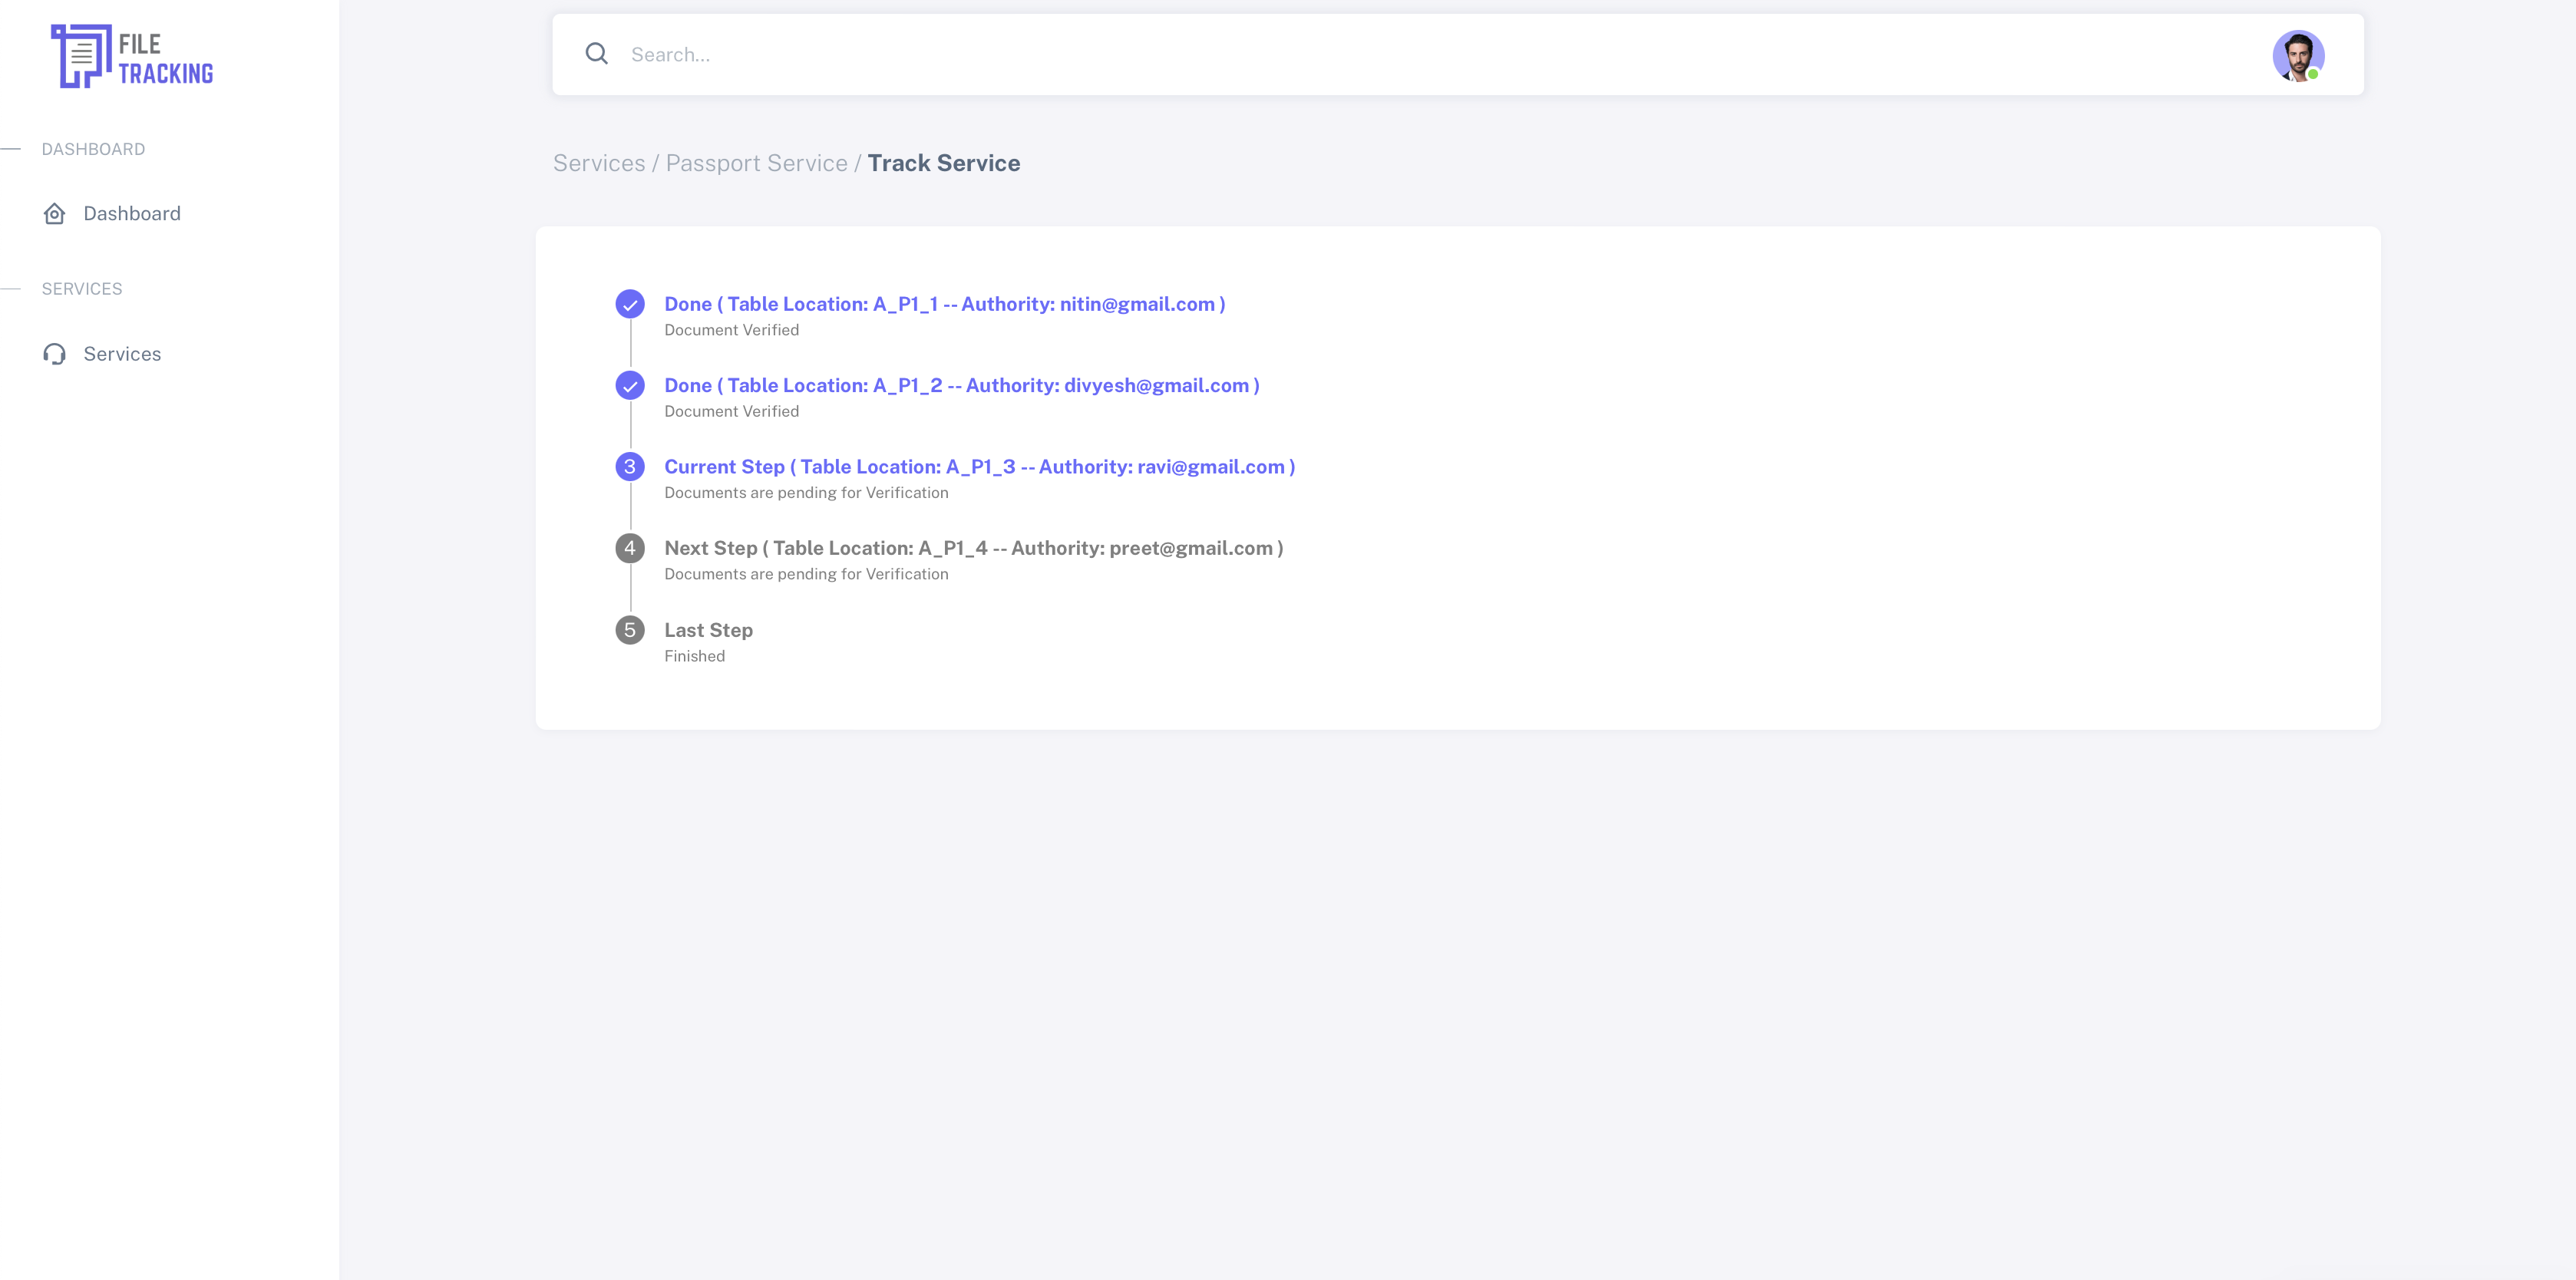 FILE
TRACKING
DASHBOARD
Dashboard
SERVICES
Services
Search...
Services / Passport Service / Track Service
Done ( Table Location: A_P1_1 -- Authority: nitin@gmail.com )
Document Verified
Done ( Table Location: A_P1_2 -- Authority: divyesh@gmail.com )
Document Verified
3 Current Step ( Table Location: A_P1_3 -- Authority: ravi@gmail.com )
Documents are pending for Verification
4 Next Step ( Table Location: A_P1_4 -- Authority: preet@gmail.com )
Documents are pending for Verification
5 Last Step
Finished